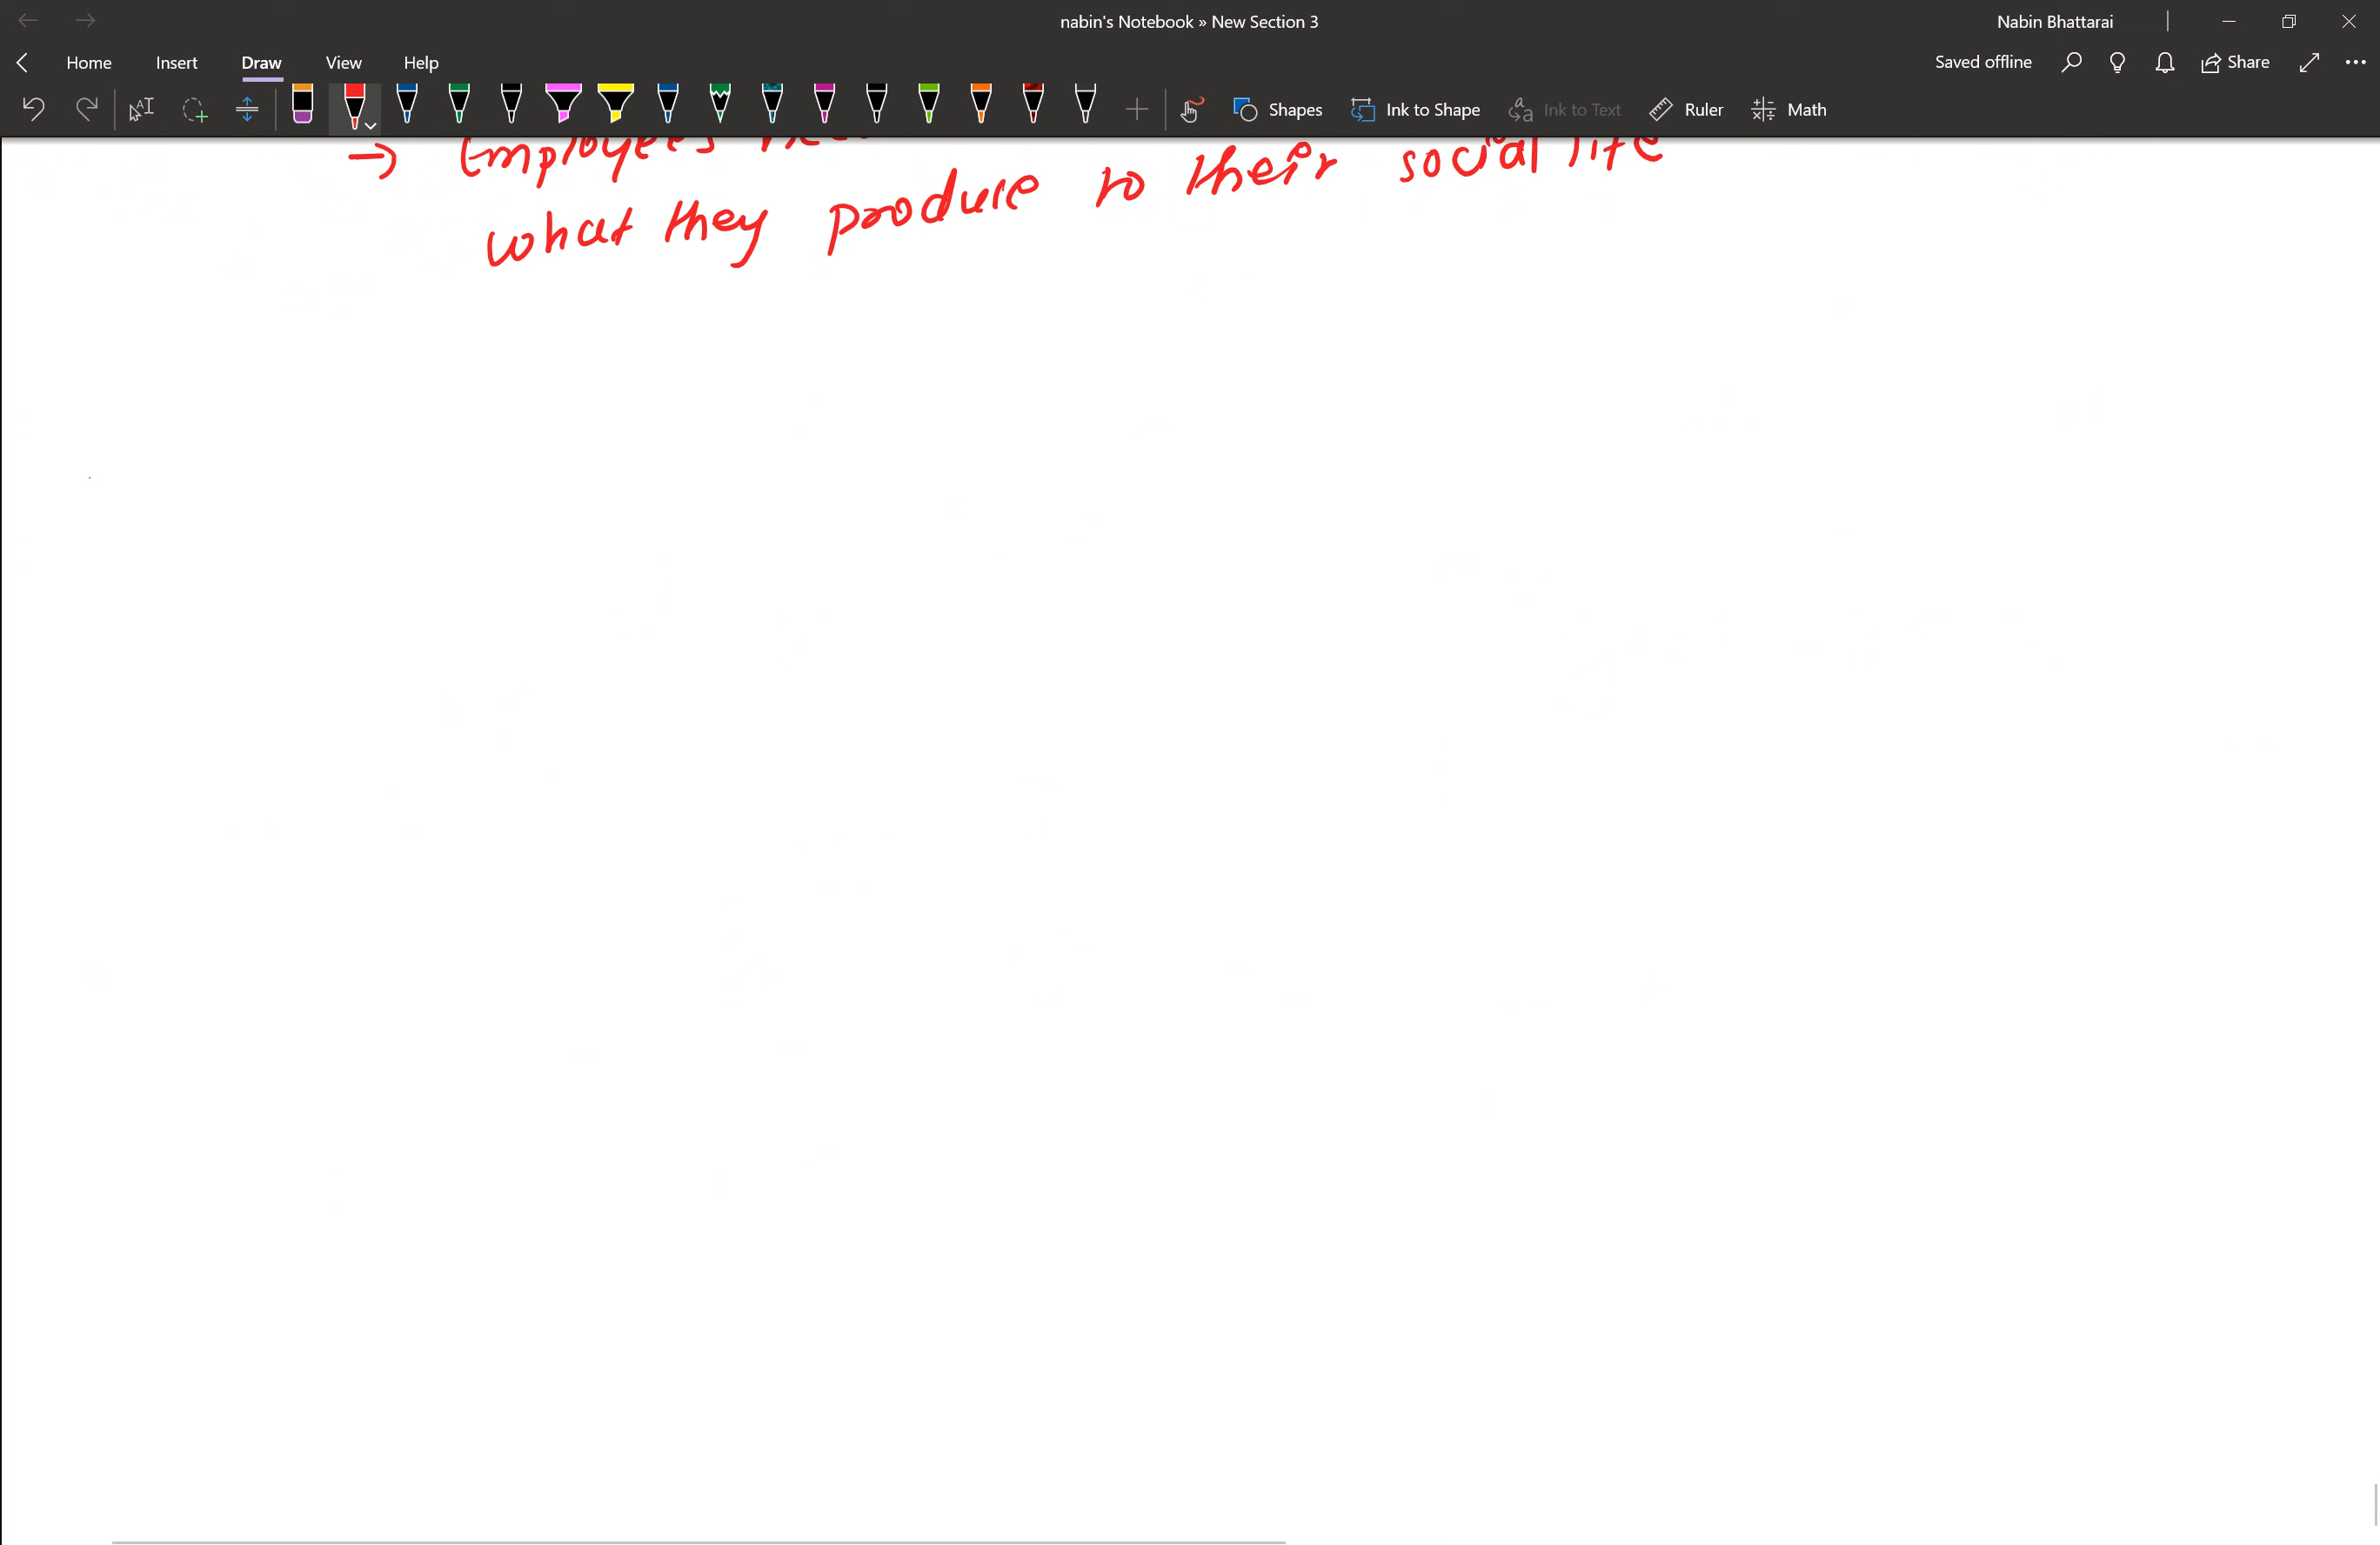 nabin's Notebook » New Section 3
Nabin Bhattarai
Home Insert Draw View Help
Saved offline
Share
Shapes Ink to Shape Ink to Text Ruler Math
→ Employees their social life
what they produce to